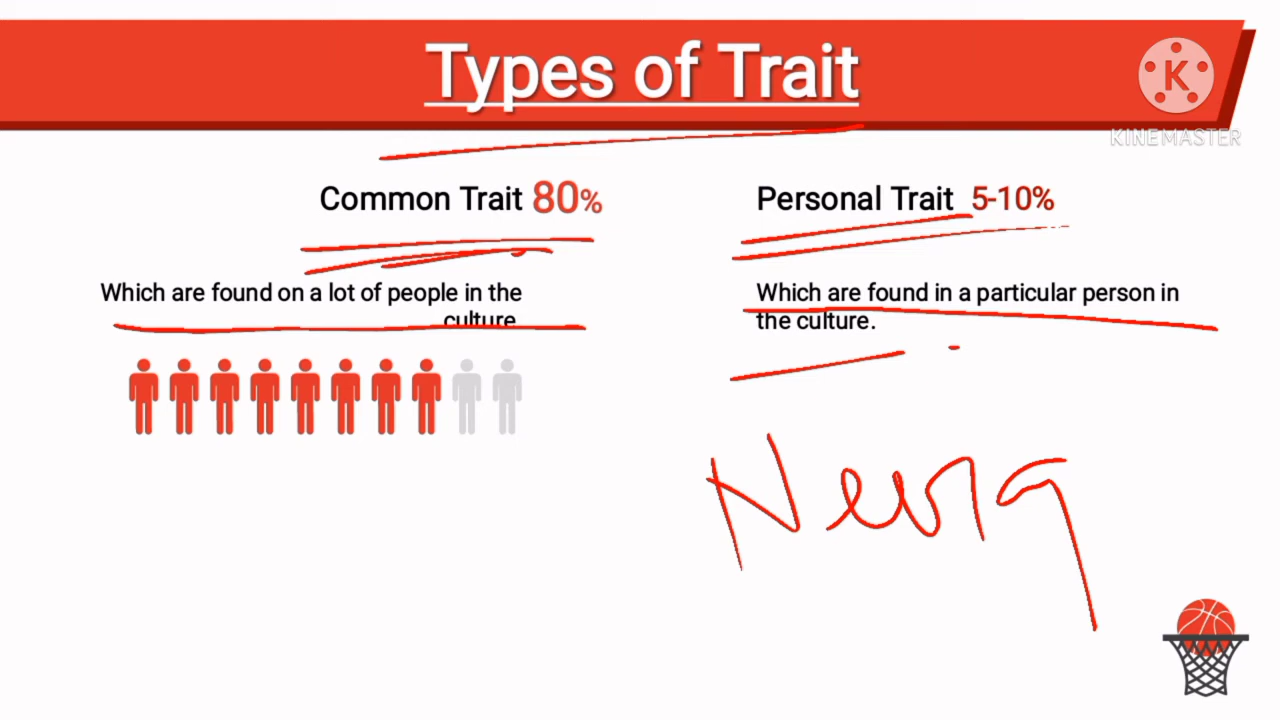 Types of Trait
K
KINEMASTER
Common Trait 80%
Which are found on a lot of people in the
culture.
Personal Trait 5-10%
Which are found in a particular person in
the culture.